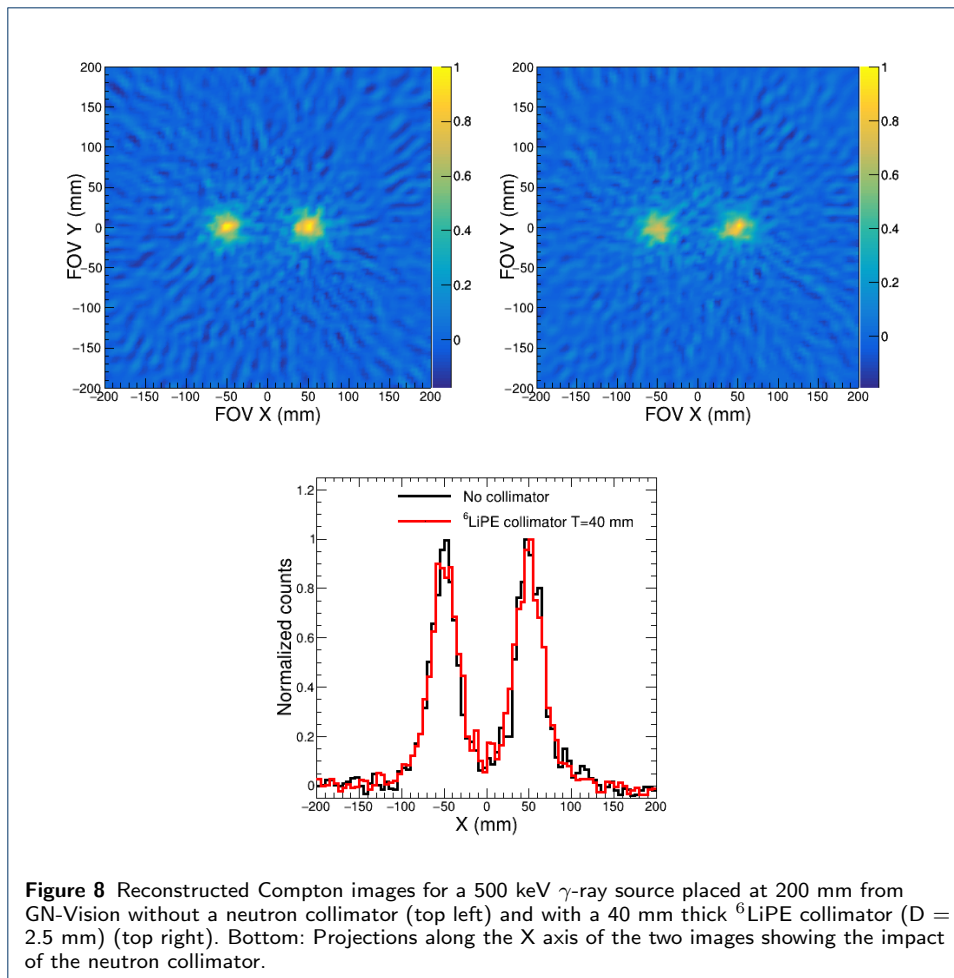 200
150
100
50
0
−50
−100
−150
−200
FOV Y (mm)
−200 −150 −100 −50 0 50 100 150 200
FOV X (mm)
1
0.8
0.6
0.4
0.2
0
200
150
100
50
0
−50
−100
−150
−200
FOV Y (mm)
−200 −150 −100 −50 0 50 100 150 200
FOV X (mm)
1
0.8
0.6
0.4
0.2
0
1.2
1
0.8
0.6
0.4
0.2
0
Normalized counts
No collimator
⁶LiPE collimator T=40 mm
−200 −150 −100 −50 0 50 100 150 200
X (mm)
Figure 8 Reconstructed Compton images for a 500 keV γ-ray source placed at 200 mm from
GN-Vision without a neutron collimator (top left) and with a 40 mm thick ⁶LiPE collimator (D =
2.5 mm) (top right). Bottom: Projections along the X axis of the two images showing the impact
of the neutron collimator.